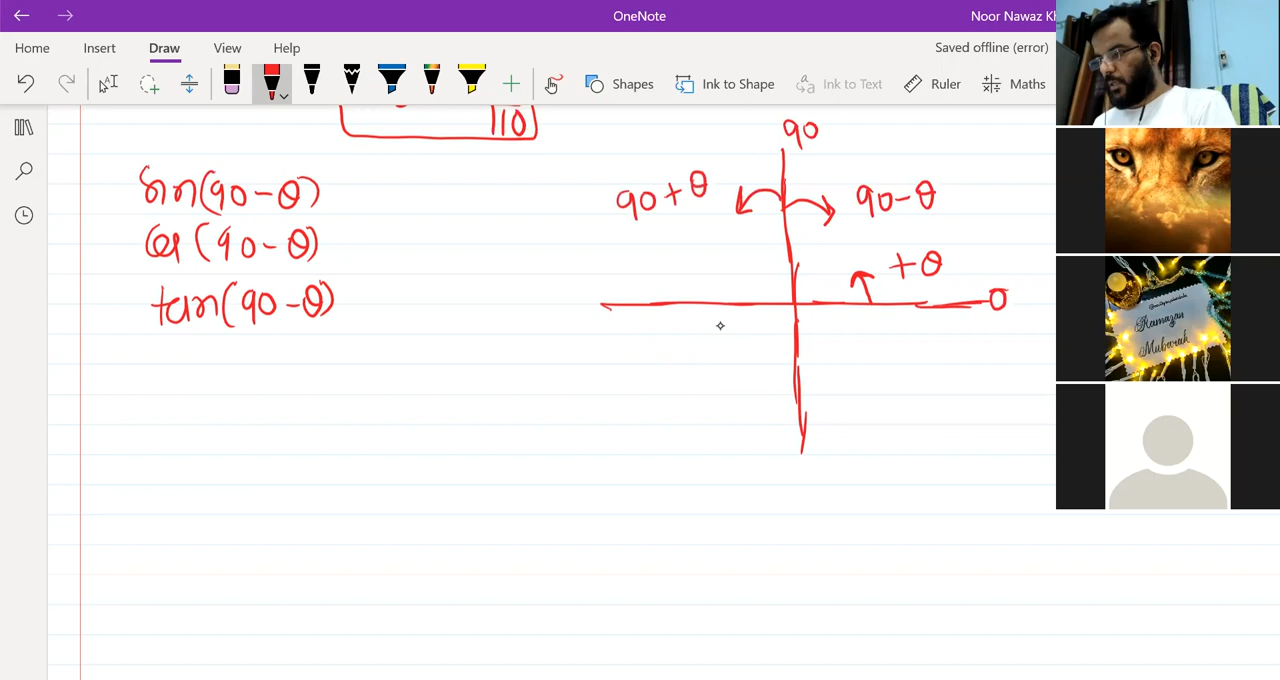 OneNote
Noor Nawaz Kh
Home Insert Draw View Help
Saved offline (error)
Shapes Ink to Shape Ink to Text Ruler Maths
110
90
sin(90-θ)
90+θ
90-θ
cos(90-θ)
+θ
tan(90-θ)
0
Ramazan
Mubarak